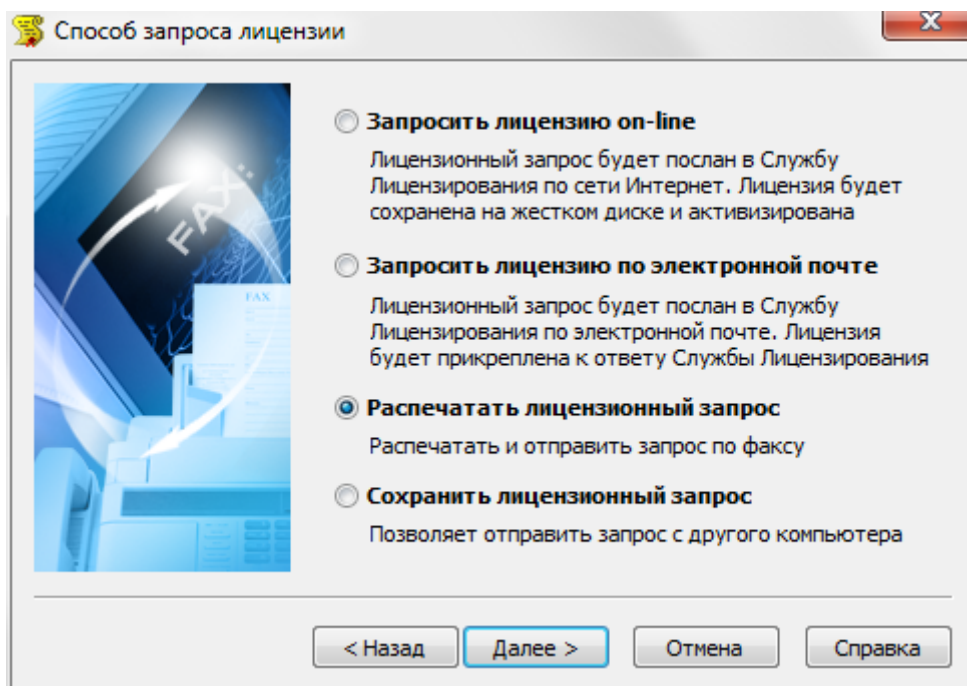 Способ запроса лицензии
Запросить лицензию on-line
Лицензионный запрос будет послан в Службу
Лицензирования по сети Интернет. Лицензия будет
сохранена на жестком диске и активизирована
FAX:
FAX
Запросить лицензию по электронной почте
Лицензионный запрос будет послан в Службу
Лицензирования по электронной почте. Лицензия
будет прикреплена к ответу Службы Лицензирования
Распечатать лицензионный запрос
Распечатать и отправить запрос по факсу
Сохранить лицензионный запрос
Позволяет отправить запрос с другого компьютера
< Назад
Далее >
Отмена
Справка